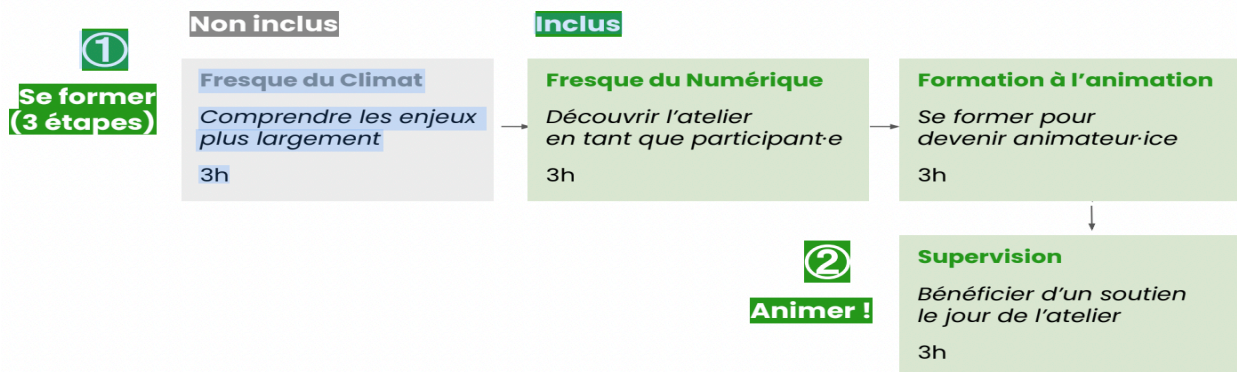 Non inclus
Inclus
①
Se former
(3 étapes)
Fresque du Climat
Comprendre les enjeux
plus largement
3h
Fresque du Numérique
Découvrir l’atelier
en tant que participant·e
3h
Formation à l’animation
Se former pour
devenir animateur·ice
3h
②
Animer !
Supervision
Bénéficier d’un soutien
le jour de l’atelier
3h